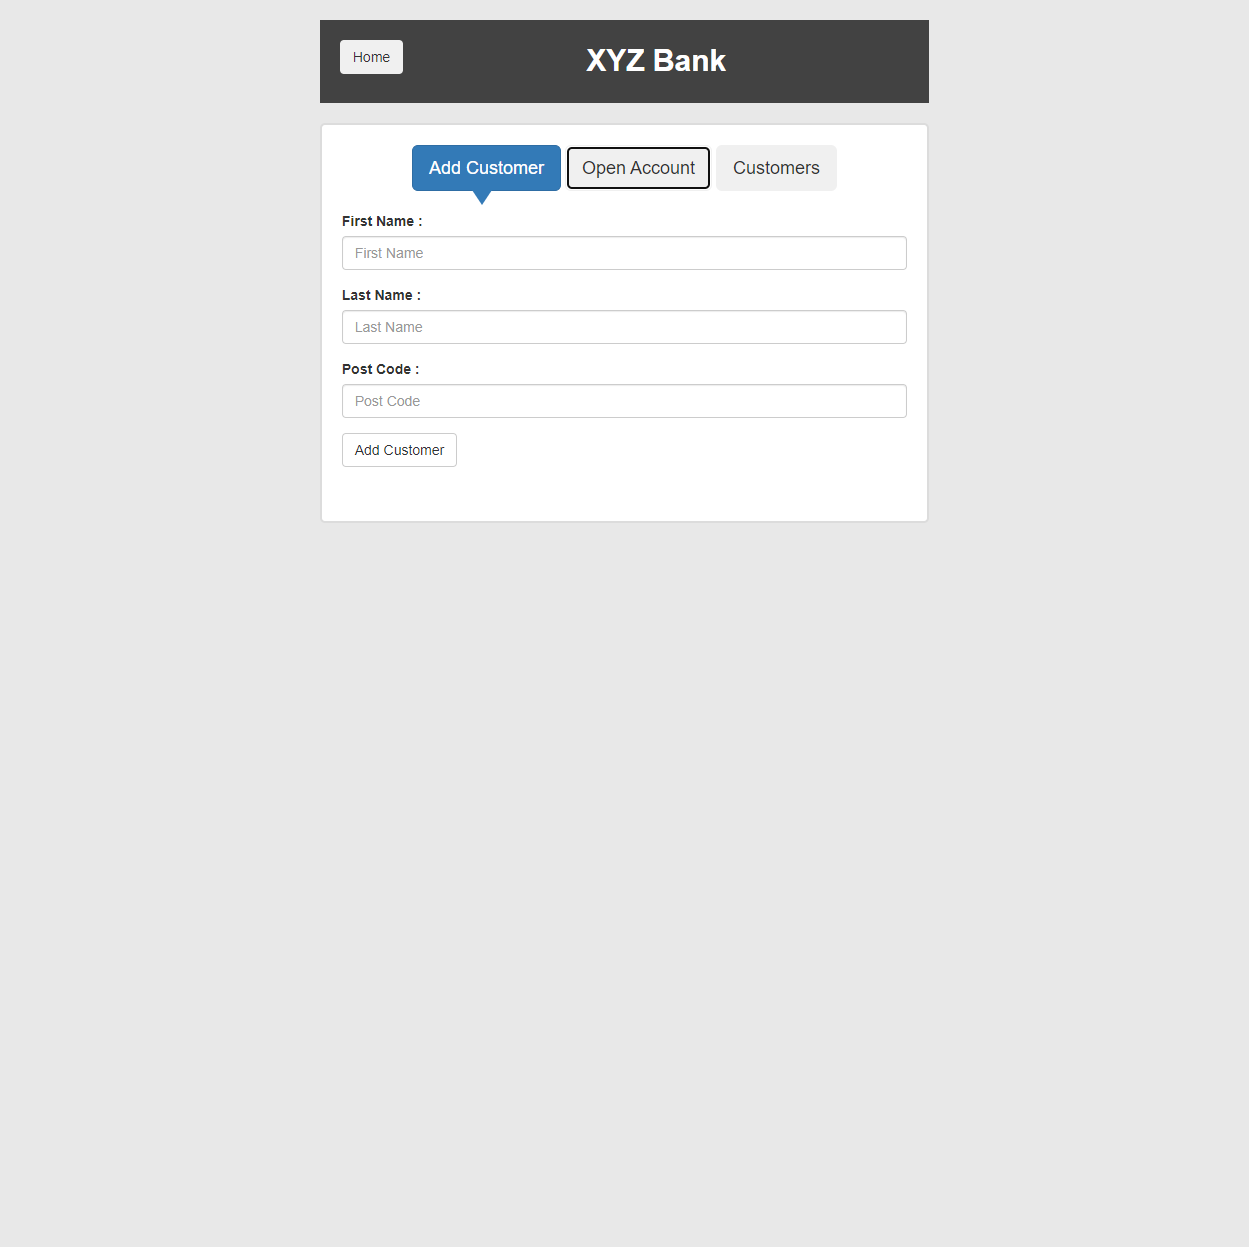 Home
XYZ Bank
Add Customer
Open Account
Customers
First Name :
First Name
Last Name :
Last Name
Post Code :
Post Code
Add Customer